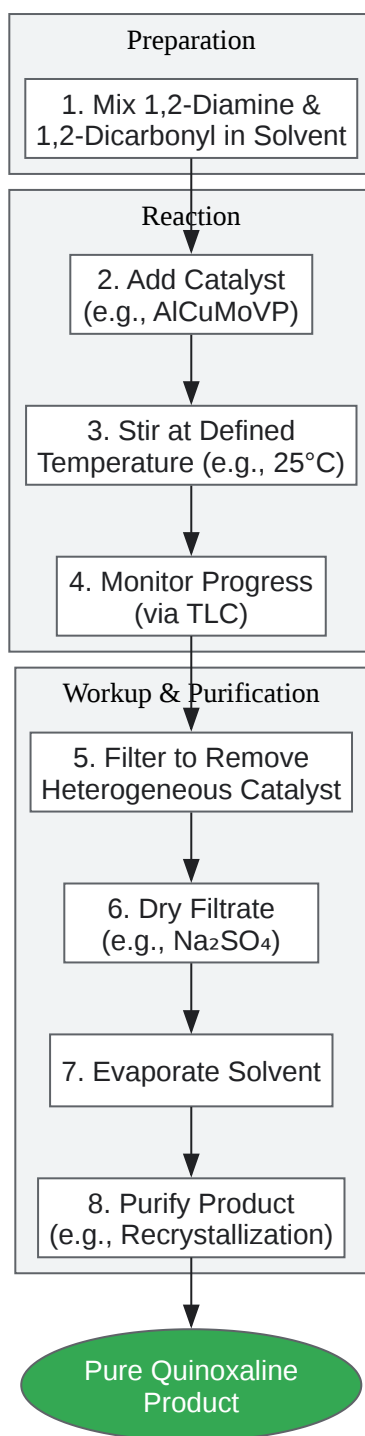 Preparation
1. Mix 1,2-Diamine &
1,2-Dicarbonyl in Solvent
Reaction
2. Add Catalyst
(e.g., AlCuMoVP)
3. Stir at Defined
Temperature (e.g., 25°C)
4. Monitor Progress
(via TLC)
Workup & Purification
5. Filter to Remove
Heterogeneous Catalyst
6. Dry Filtrate
(e.g., Na₂SO₄)
7. Evaporate Solvent
8. Purify Product
(e.g., Recrystallization)
Pure Quinoxaline
Product